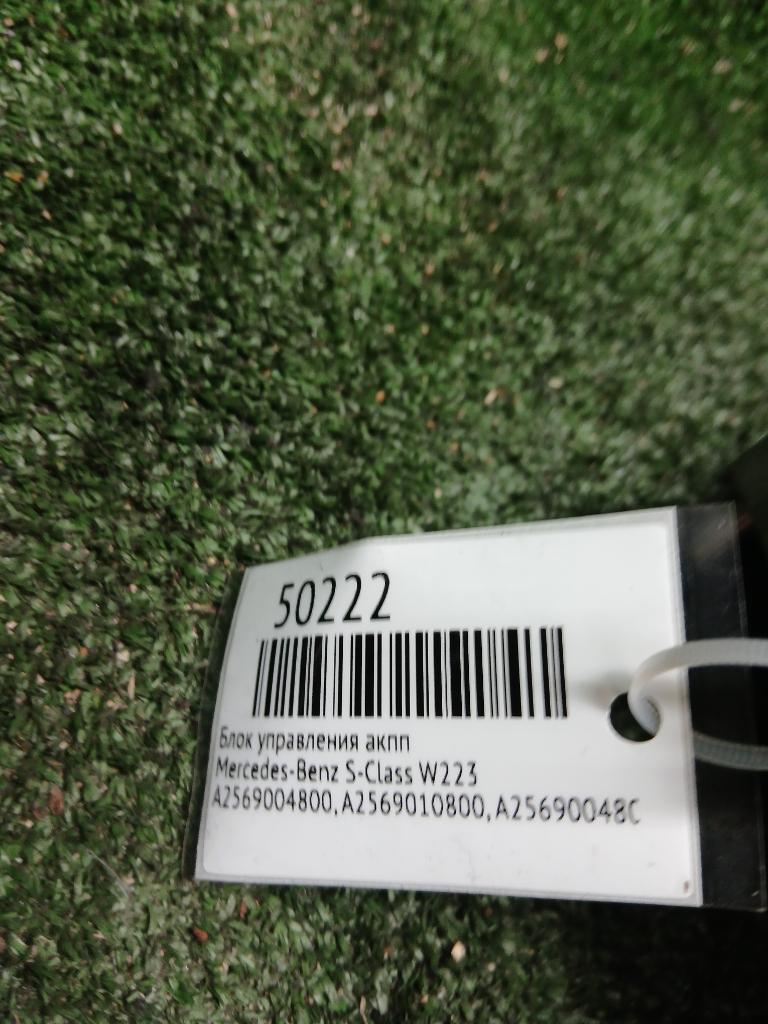 50222
Блок управления акпп
Mercedes-Benz S-Class W223
A2569004800, A2569010800, A25690048C